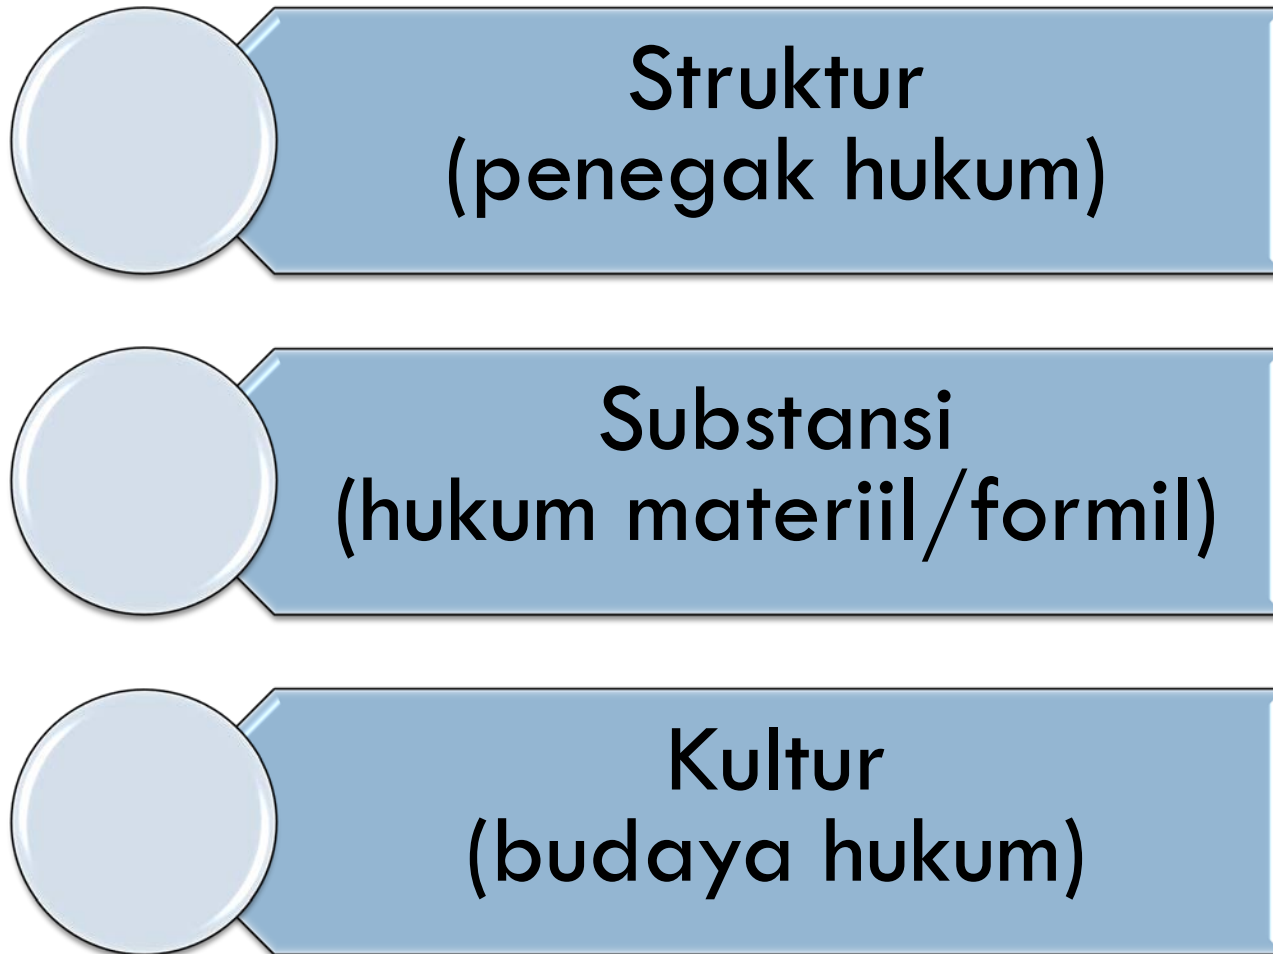 Struktur
(penegak hukum)
Substansi
(hukum materiil/formil)
Kultur
(budaya hukum)